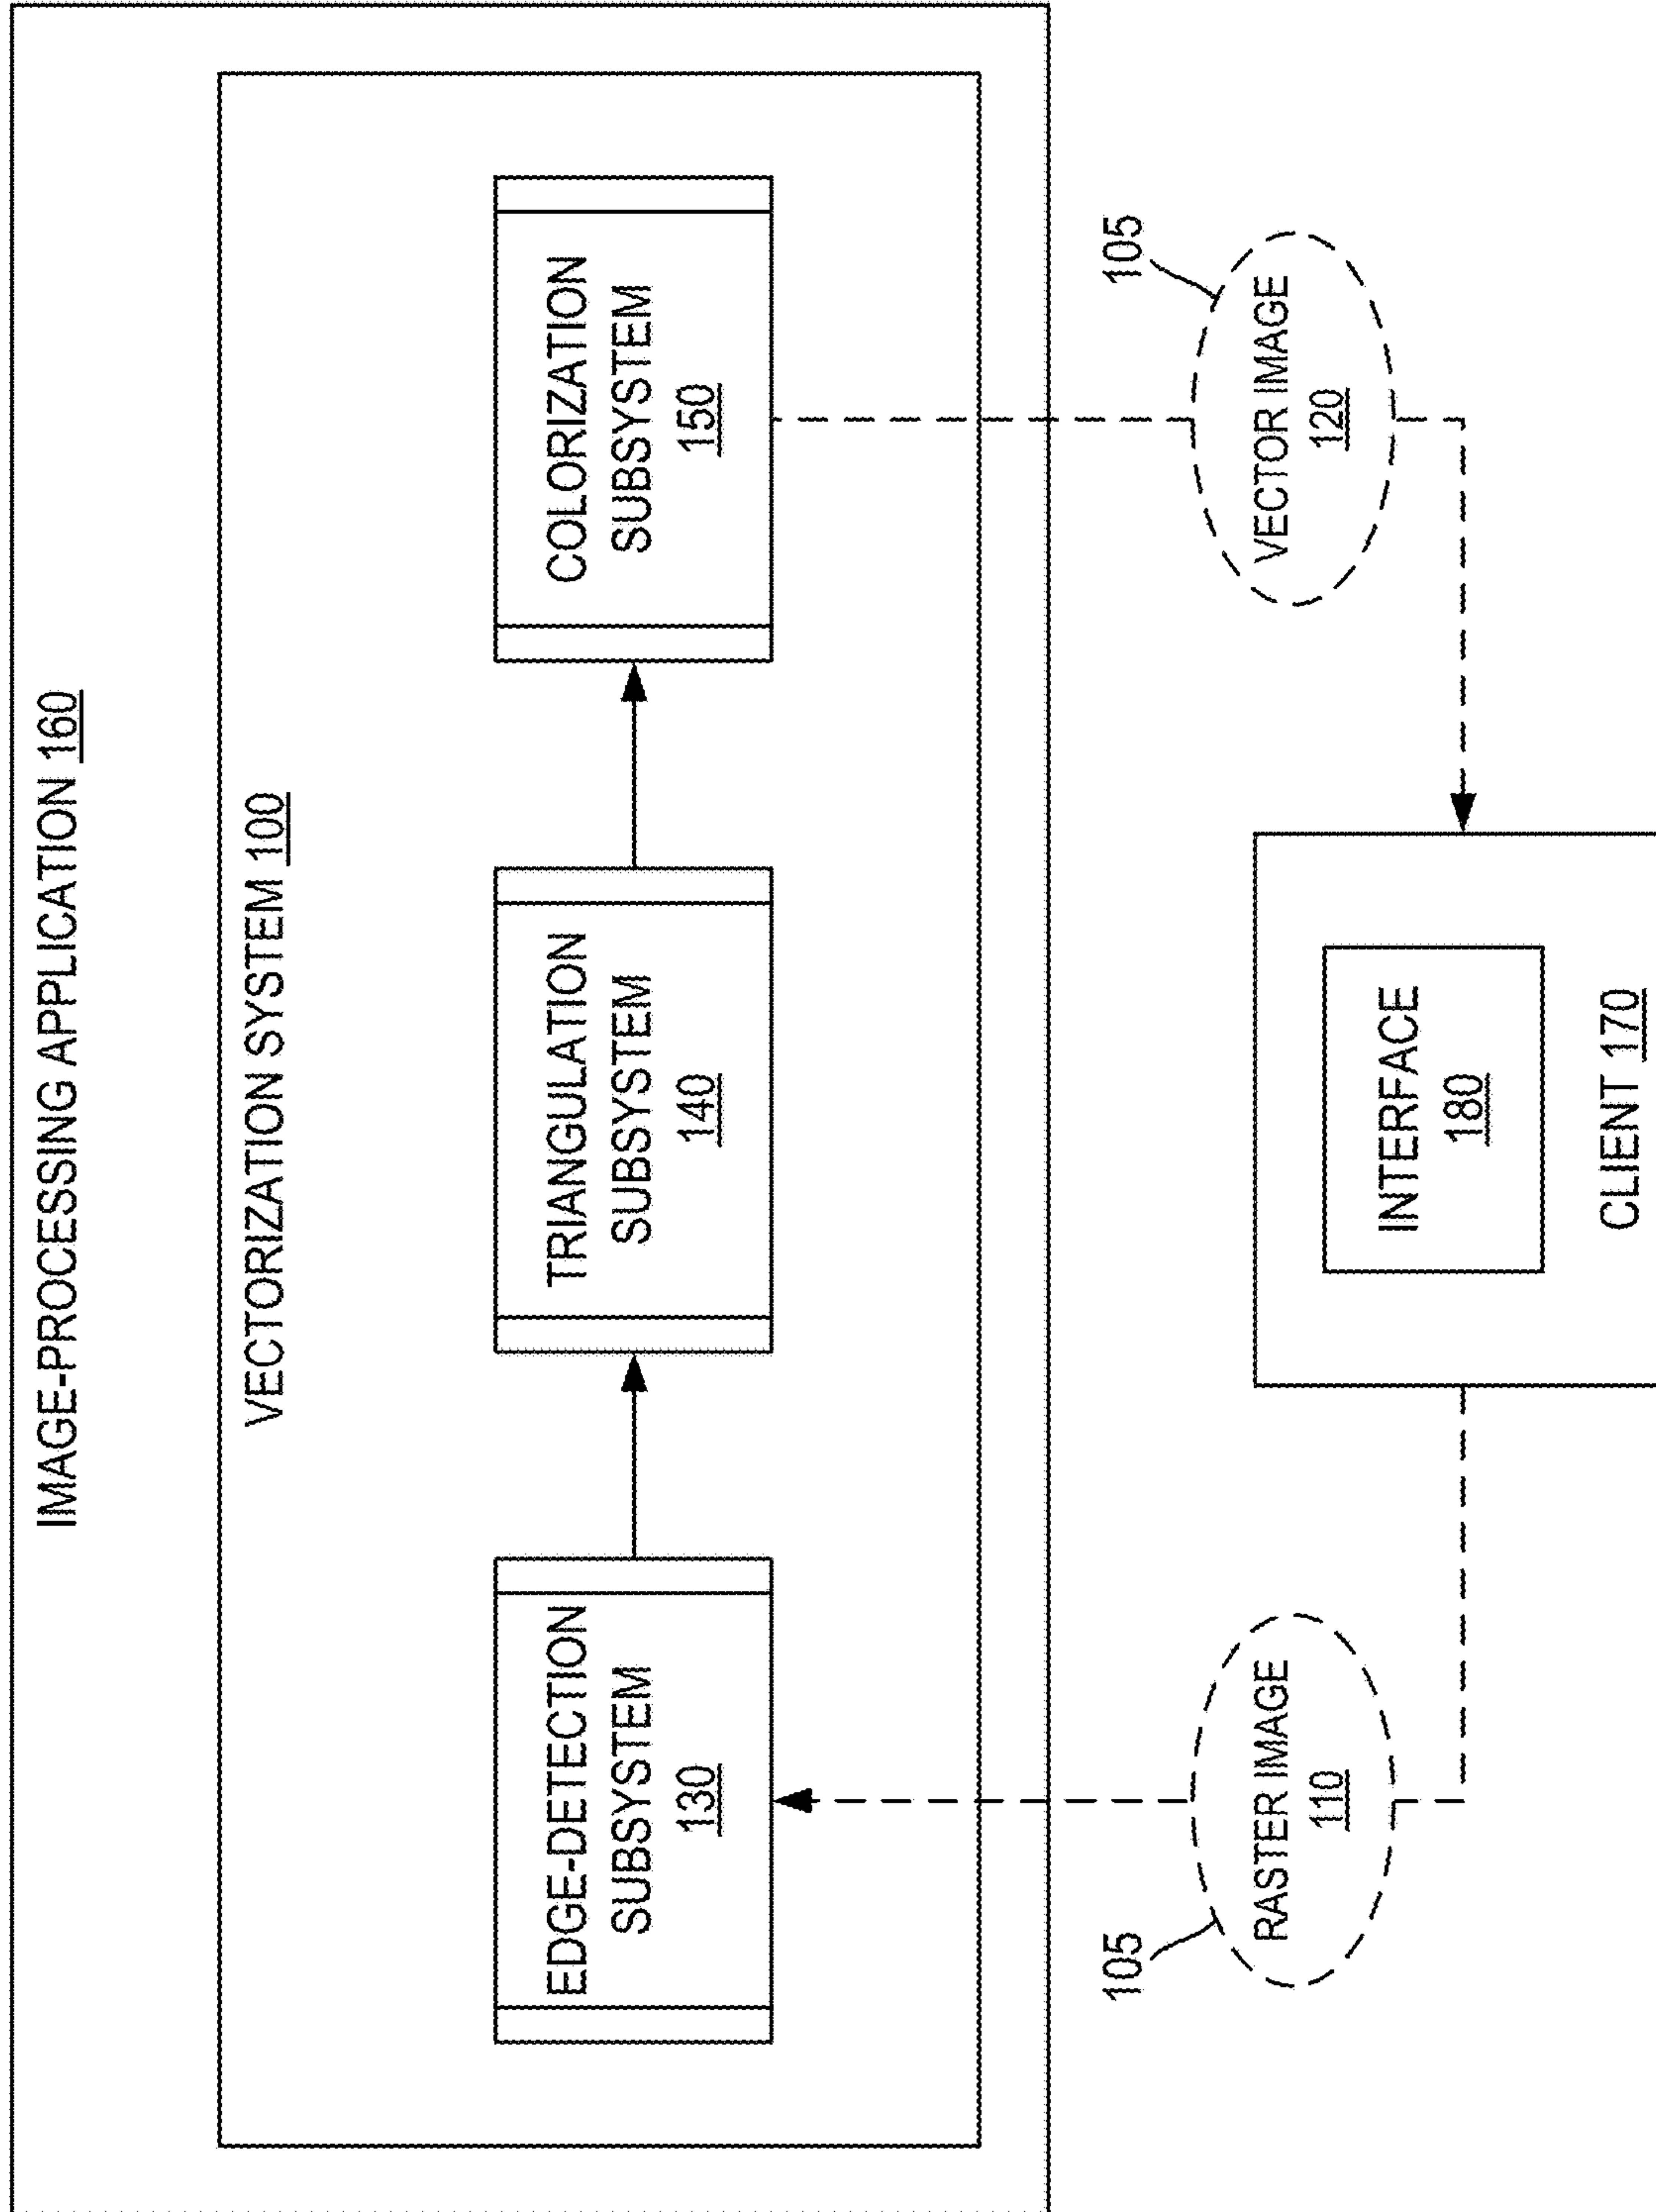 IMAGE-PROCESSING APPLICATION 160
VECTORIZATION SYSTEM 100
EDGE-DETECTION
SUBSYSTEM
130
TRIANGULATION
SUBSYSTEM
140
COLORIZATION
SUBSYSTEM
150
105
RASTER IMAGE
110
105
VECTOR IMAGE
120
INTERFACE
180
CLIENT 170